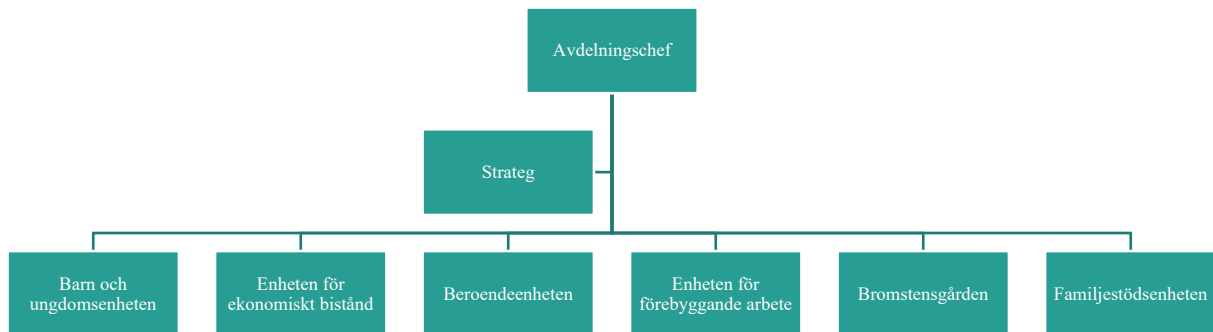 Avdelningschef
Strateg
Barn och
ungdomsenheten
Enheten för
ekonomiskt bistånd
Beroendeenheten
Enheten för
förebyggande arbete
Bromstensgården
Familjestödsenheten